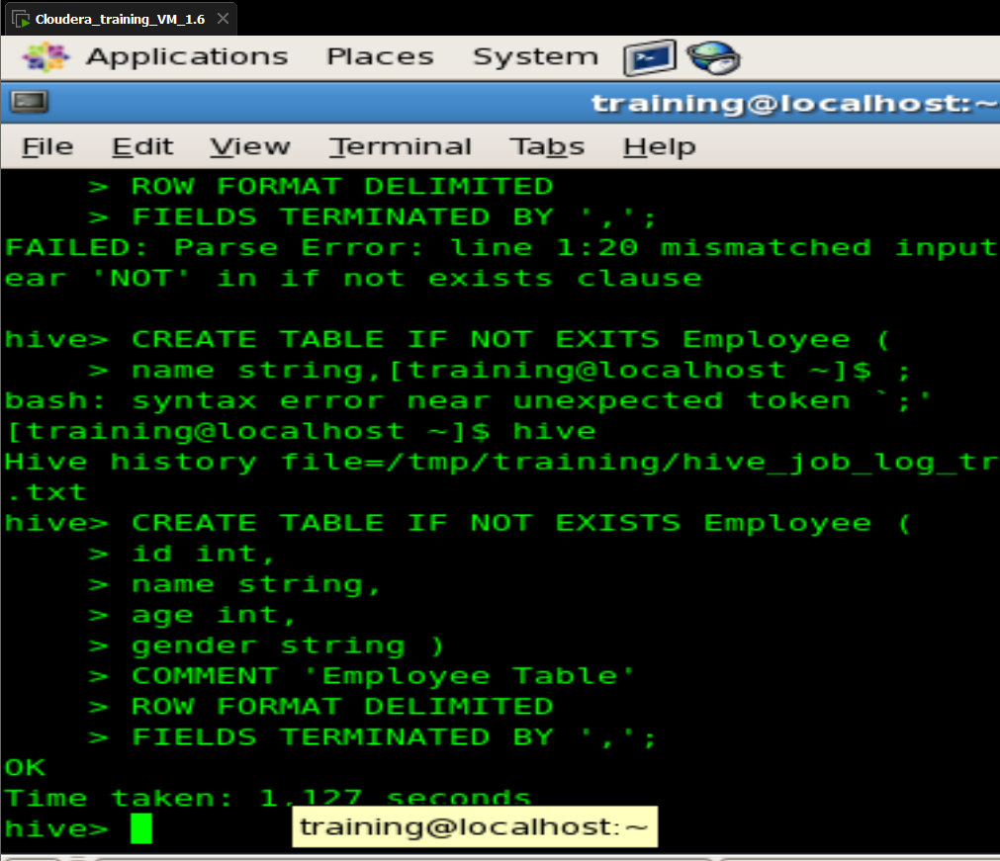 Cloudera_training_VM_1.6
Applications Places System
training@localhost:~
File Edit View Terminal Tabs Help
> ROW FORMAT DELIMITED
> FIELDS TERMINATED BY ',';
FAILED: Parse Error: line 1:20 mismatched input
ear 'NOT' in if not exists clause
hive> CREATE TABLE IF NOT EXITS Employee (
> name string,[training@localhost ~]$ ;
bash: syntax error near unexpected token `;'
[training@localhost ~]$ hive
Hive history file=/tmp/training/hive_job_log_tr
.txt
hive> CREATE TABLE IF NOT EXISTS Employee (
> id int,
> name string,
> age int,
> gender string )
> COMMENT 'Employee Table'
> ROW FORMAT DELIMITED
> FIELDS TERMINATED BY ',';
OK
Time taken: 1.127 seconds
hive>
training@localhost:~